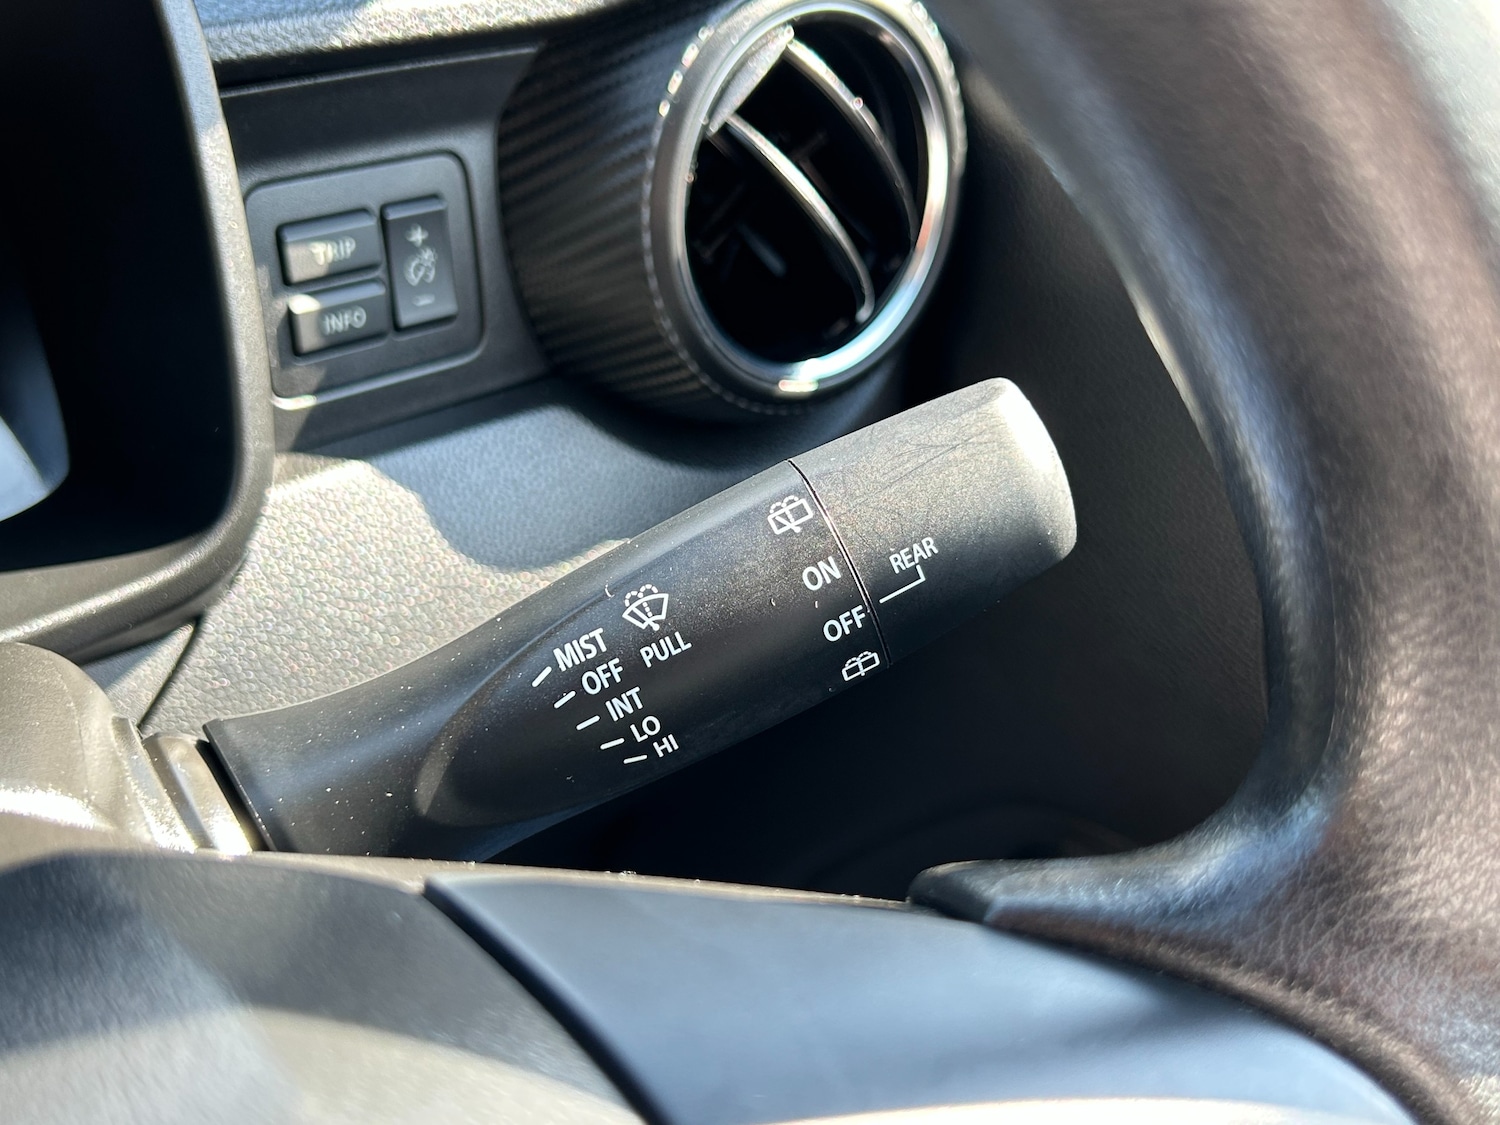 TRIP
+
INFO
-
MIST
OFF
INT
LO
HI
PULL
ON
OFF
REAR